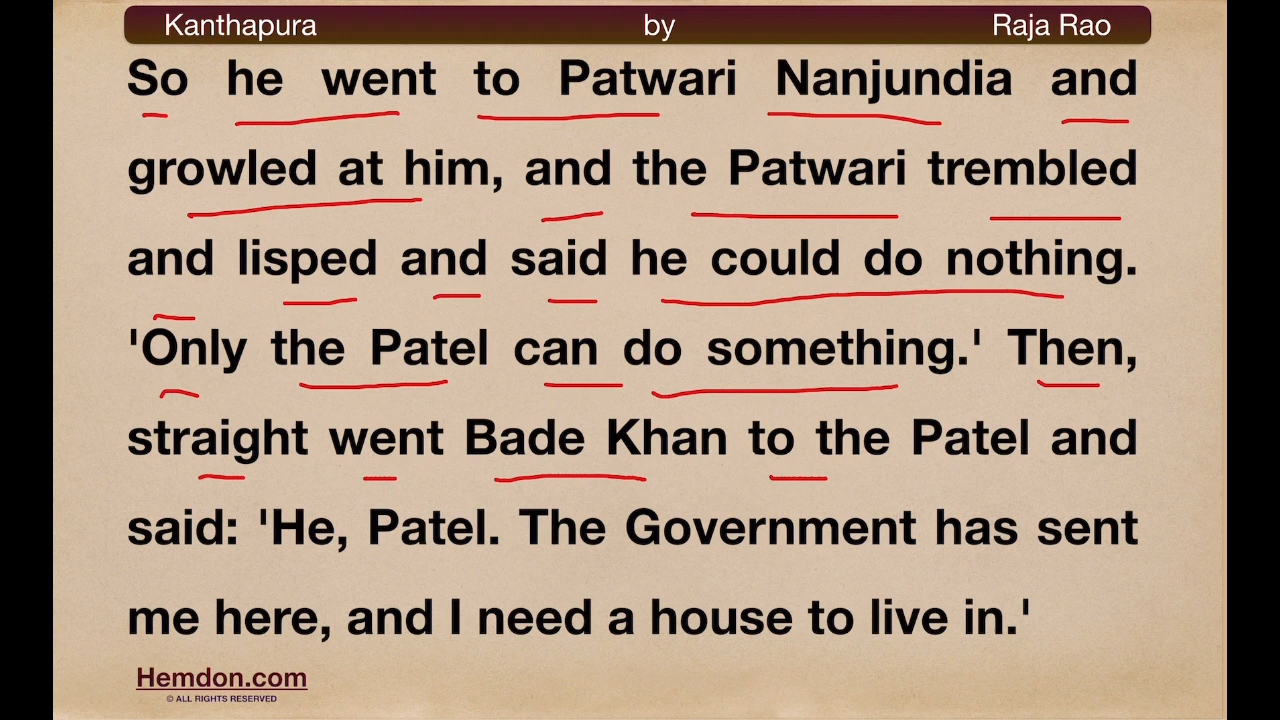 Kanthapura by Raja Rao
So he went to Patwari Nanjundia and
growled at him, and the Patwari trembled
and lisped and said he could do nothing.
'Only the Patel can do something.' Then,
straight went Bade Khan to the Patel and
said: 'He, Patel. The Government has sent
me here, and I need a house to live in.'
Hemdon.com
© ALL RIGHTS RESERVED